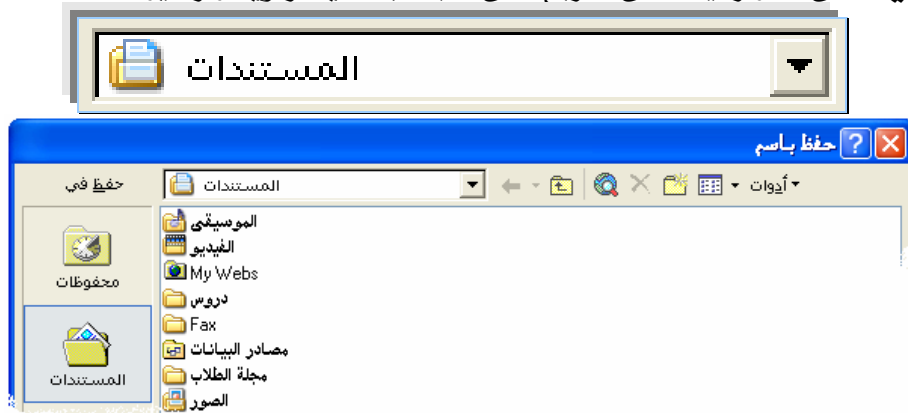 المستندات
حفظ باسم
حفظ في
المستندات
أدوات
محفوظات
المستندات
الموسيقى
الفيديو
My Webs
دروس
Fax
مصادر البيانات
مجلة الطلاب
الصور